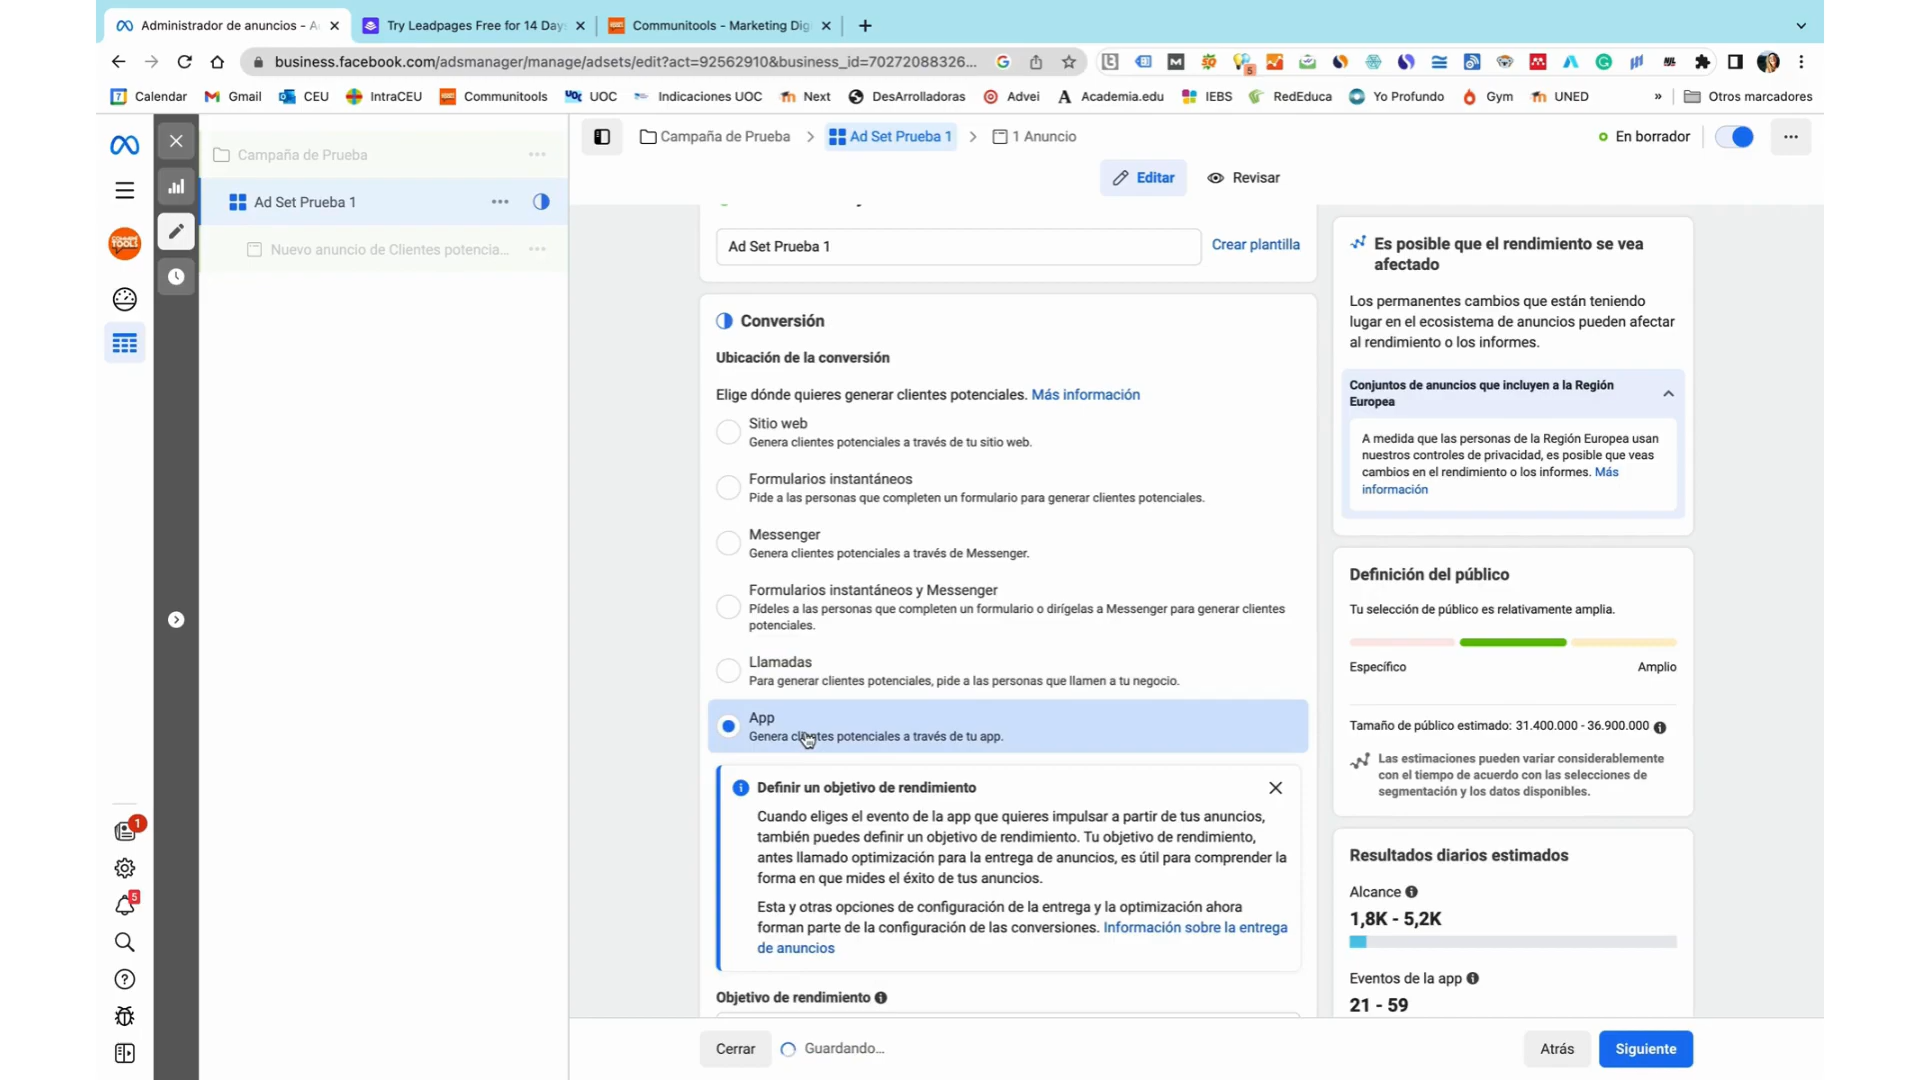 Administrador de anuncios - A
Try Leadpages Free for 14 Days
Communitools - Marketing Dig
business.facebook.com/adsmanager/manage/adsets/edit?act=92562910&business_id=70272088326...
5
7 Calendar
Gmail
CEU
IntraCEU
Communitools
UOC UOC
Indicaciones UOC
Next
DesArrolladoras
Advei
Academia.edu
IEBS
RedEduca
Yo Profundo
Gym
UNED
»
Otros marcadores
Campaña de Prueba
Ad Set Prueba 1
Nuevo anuncio de Clientes potencia...
Campaña de Prueba > Ad Set Prueba 1 > 1 Anuncio
En borrador
Editar
Revisar
Ad Set Prueba 1
Crear plantilla
Conversión
Ubicación de la conversión
Elige dónde quieres generar clientes potenciales. Más información
Sitio web
Genera clientes potenciales a través de tu sitio web.
Formularios instantáneos
Pide a las personas que completen un formulario para generar clientes potenciales.
Messenger
Genera clientes potenciales a través de Messenger.
Formularios instantáneos y Messenger
Pídeles a las personas que completen un formulario o dirígelas a Messenger para generar clientes
potenciales.
Llamadas
Para generar clientes potenciales, pide a las personas que llamen a tu negocio.
App
Genera clientes potenciales a través de tu app.
Definir un objetivo de rendimiento
Cuando eliges el evento de la app que quieres impulsar a partir de tus anuncios,
también puedes definir un objetivo de rendimiento. Tu objetivo de rendimiento,
antes llamado optimización para la entrega de anuncios, es útil para comprender la
forma en que mides el éxito de tus anuncios.
Esta y otras opciones de configuración de la entrega y la optimización ahora
forman parte de la configuración de las conversiones. Información sobre la entrega
de anuncios
Objetivo de rendimiento
Cerrar
Guardando...
Atrás
Siguiente
Es posible que el rendimiento se vea
afectado
Los permanentes cambios que están teniendo
lugar en el ecosistema de anuncios pueden afectar
al rendimiento o los informes.
Conjuntos de anuncios que incluyen a la Región
Europea
A medida que las personas de la Región Europea usan
nuestros controles de privacidad, es posible que veas
cambios en el rendimiento o los informes. Más
información
Definición del público
Tu selección de público es relativamente amplia.
Específico
Amplio
Tamaño de público estimado: 31.400.000 - 36.900.000
Las estimaciones pueden variar considerablemente
con el tiempo de acuerdo con las selecciones de
segmentación y los datos disponibles.
Resultados diarios estimados
Alcance
1,8K - 5,2K
Eventos de la app
21 - 59
1
5